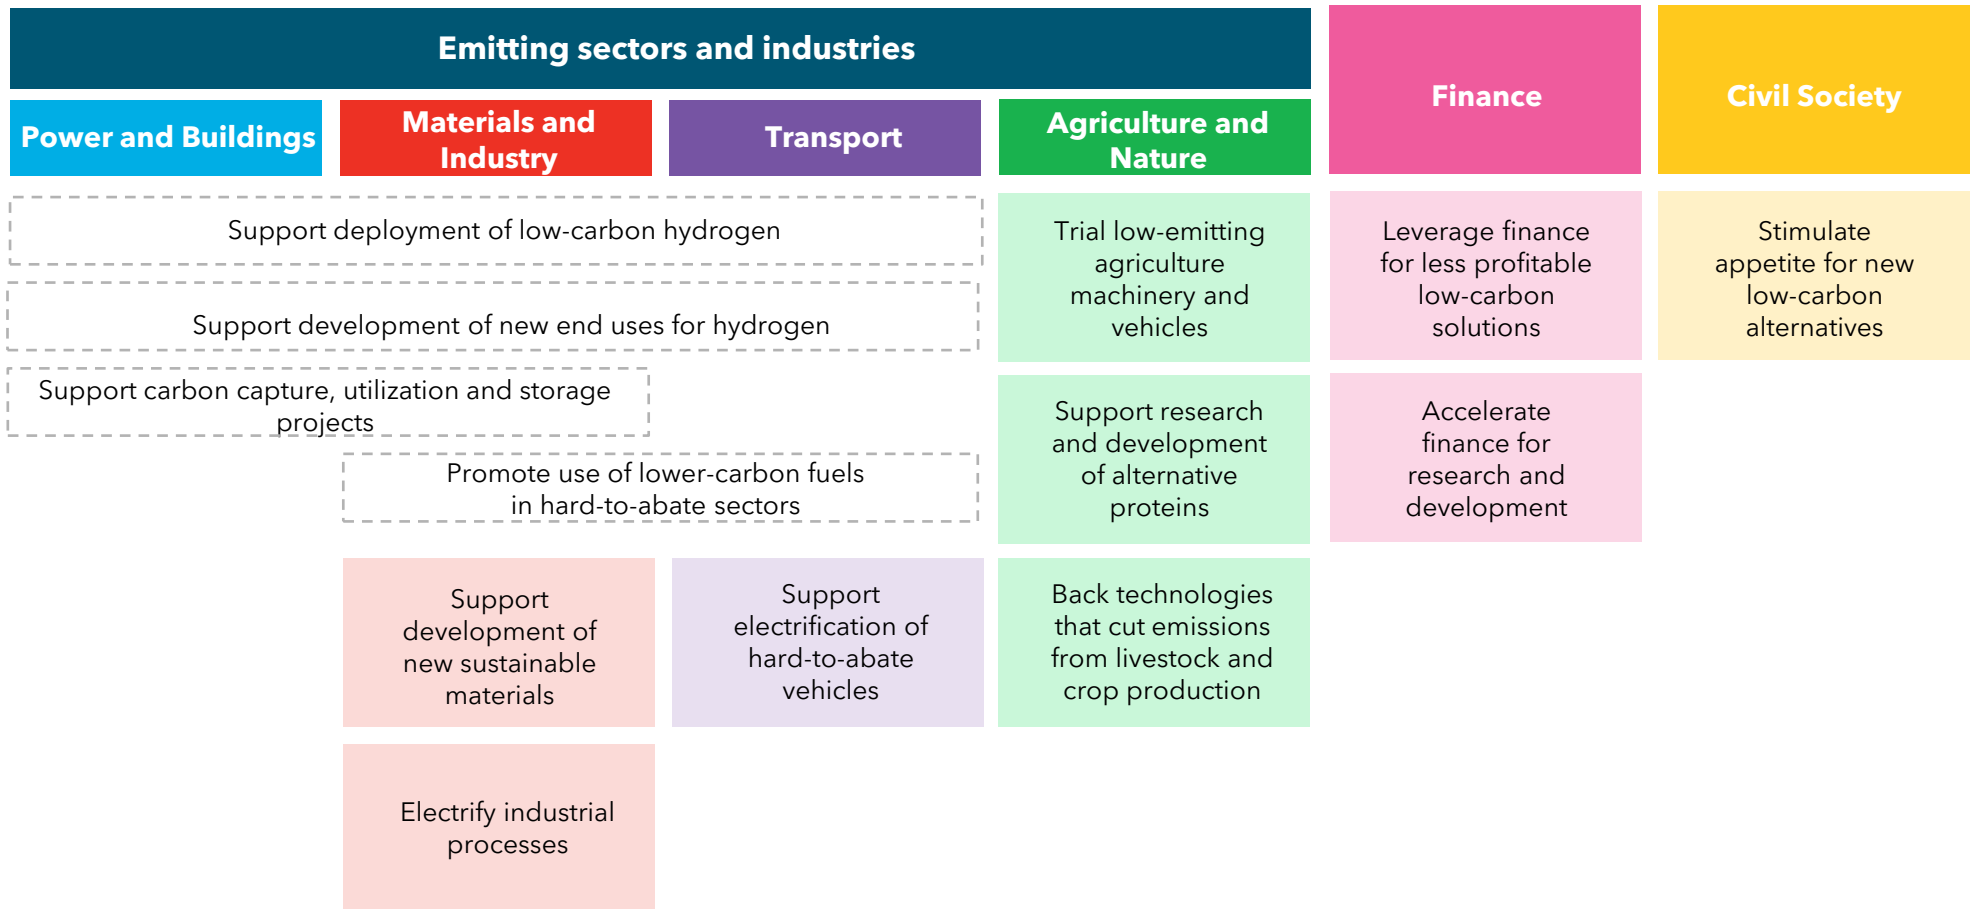 Emitting sectors and industries
Finance
Civil Society
Power and Buildings
Materials and
Industry
Transport
Agriculture and
Nature
Support deployment of low-carbon hydrogen
Support development of new end uses for hydrogen
Support carbon capture, utilization and storage
projects
Promote use of lower-carbon fuels
in hard-to-abate sectors
Support
development of
new sustainable
materials
Electrify industrial
processes
Support
electrification of
hard-to-abate
vehicles
Trial low-emitting
agriculture
machinery and
vehicles
Support research
and development
of alternative
proteins
Back technologies
that cut emissions
from livestock and
crop production
Leverage finance
for less profitable
low-carbon
solutions
Accelerate
finance for
research and
development
Stimulate
appetite for new
low-carbon
alternatives